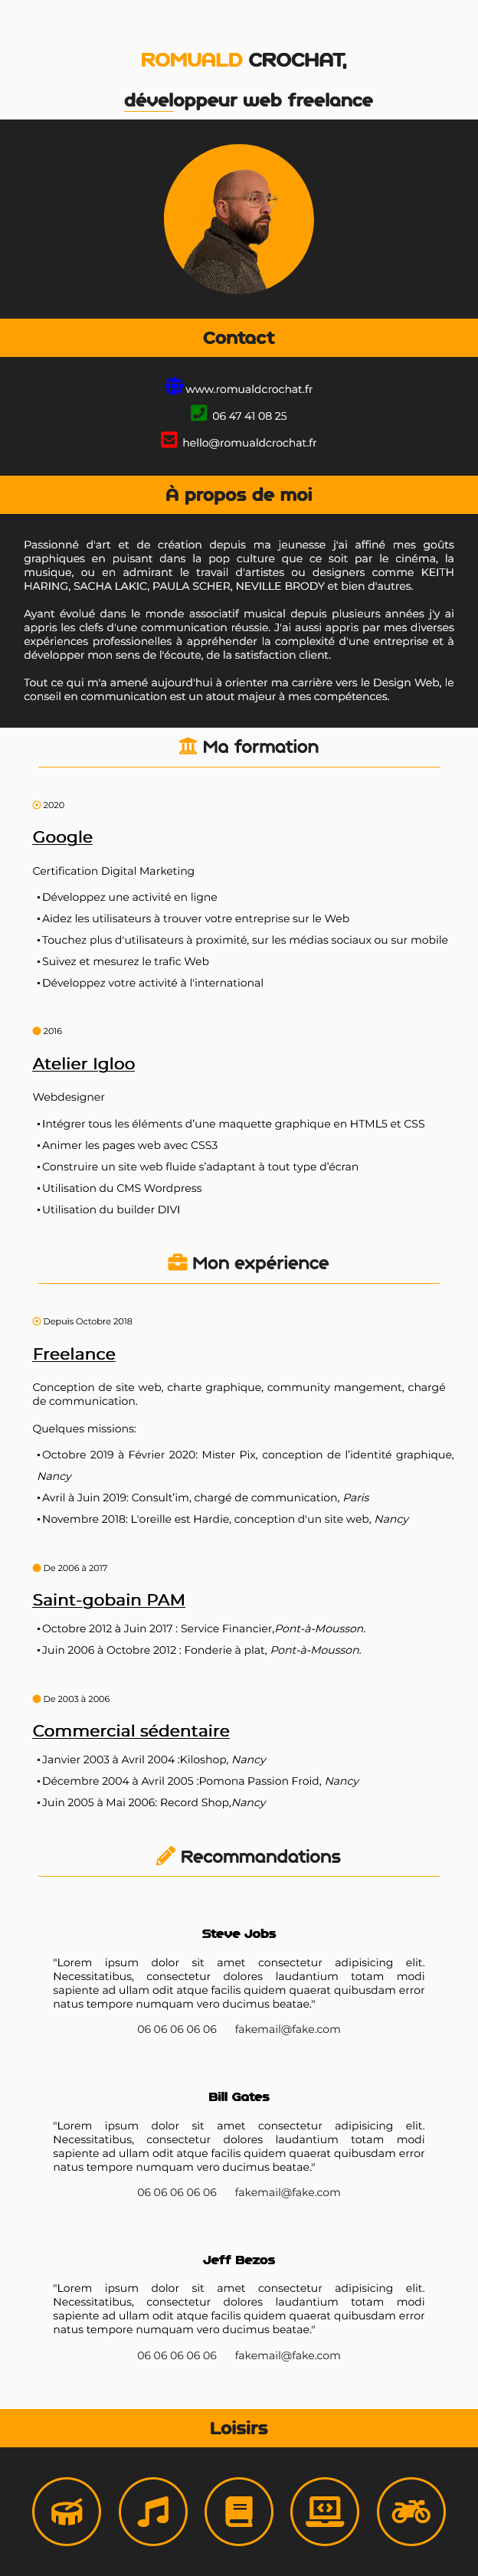 ROMUALD CROCHAT,
développeur web freelance
Contact
www.romualdcrochat.fr
06 47 41 08 25
hello@romualdcrochat.fr
À propos de moi
Passionné d'art et de création depuis ma jeunesse j'ai affiné mes goûts
graphiques en puisant dans la pop culture que ce soit par le cinéma, la
musique, ou en admirant le travail d'artistes ou designers comme KEITH
HARING, SACHA LAKIC, PAULA SCHER, NEVILLE BRODY et bien d'autres.
Ayant évolué dans le monde associatif musical depuis plusieurs années j'y ai
appris les clefs d'une communication réussie. J'ai aussi appris par mes diverses
expériences professionelles à appréhender la complexité d'une entreprise et à
développer mon sens de l'écoute, de la satisfaction client.
Tout ce qui m'a amené aujourd'hui à orienter ma carrière vers le Design Web, le
conseil en communication est un atout majeur à mes compétences.
Ma formation
2020
Google
Certification Digital Marketing
• Développez une activité en ligne
• Aidez les utilisateurs à trouver votre entreprise sur le Web
• Touchez plus d'utilisateurs à proximité, sur les médias sociaux ou sur mobile
• Suivez et mesurez le trafic Web
• Développez votre activité à l'international
2016
Atelier Igloo
Webdesigner
• Intégrer tous les éléments d’une maquette graphique en HTML5 et CSS
• Animer les pages web avec CSS3
• Construire un site web fluide s’adaptant à tout type d’écran
• Utilisation du CMS Wordpress
• Utilisation du builder DIVI
Mon expérience
Depuis Octobre 2018
Freelance
Conception de site web, charte graphique, community mangement, chargé
de communication.
Quelques missions:
• Octobre 2019 à Février 2020: Mister Pix, conception de l’identité graphique,
Nancy
• Avril à Juin 2019: Consult’im, chargé de communication, Paris
• Novembre 2018: L'oreille est Hardie, conception d'un site web, Nancy
De 2006 à 2017
Saint-gobain PAM
• Octobre 2012 à Juin 2017 : Service Financier,Pont-à-Mousson.
• Juin 2006 à Octobre 2012 : Fonderie à plat, Pont-à-Mousson.
De 2003 à 2006
Commercial sédentaire
• Janvier 2003 à Avril 2004 :Kiloshop, Nancy
• Décembre 2004 à Avril 2005 :Pomona Passion Froid, Nancy
• Juin 2005 à Mai 2006: Record Shop,Nancy
Recommandations
Steve Jobs
"Lorem ipsum dolor sit amet consectetur adipisicing elit.
Necessitatibus, consectetur dolores laudantium totam modi
sapiente ad ullam odit atque facilis quidem quaerat quibusdam error
natus tempore numquam vero ducimus beatae."
06 06 06 06 06 fakemail@fake.com
Bill Gates
"Lorem ipsum dolor sit amet consectetur adipisicing elit.
Necessitatibus, consectetur dolores laudantium totam modi
sapiente ad ullam odit atque facilis quidem quaerat quibusdam error
natus tempore numquam vero ducimus beatae."
06 06 06 06 06 fakemail@fake.com
Jeff Bezos
"Lorem ipsum dolor sit amet consectetur adipisicing elit.
Necessitatibus, consectetur dolores laudantium totam modi
sapiente ad ullam odit atque facilis quidem quaerat quibusdam error
natus tempore numquam vero ducimus beatae."
06 06 06 06 06 fakemail@fake.com
Loisirs